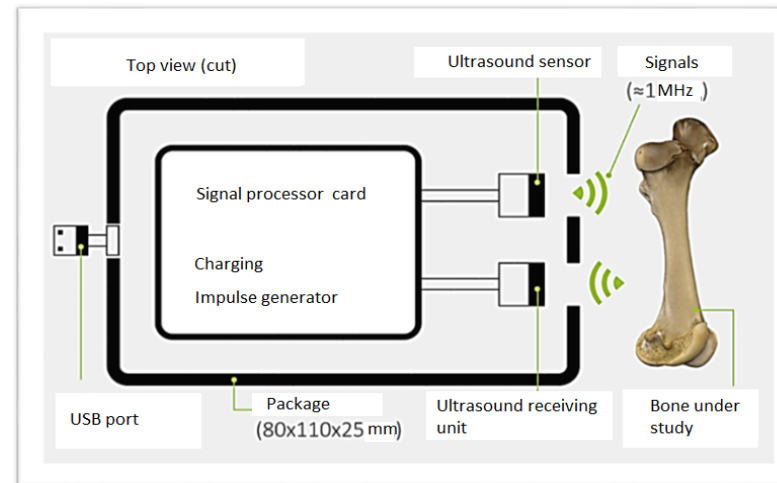 Top view (cut)
Ultrasound sensor
Signals
(≈1MHz )
Signal processor card
Charging
Impulse generator
USB port
Package
(80x110x25 mm)
Ultrasound receiving
unit
Bone under
study